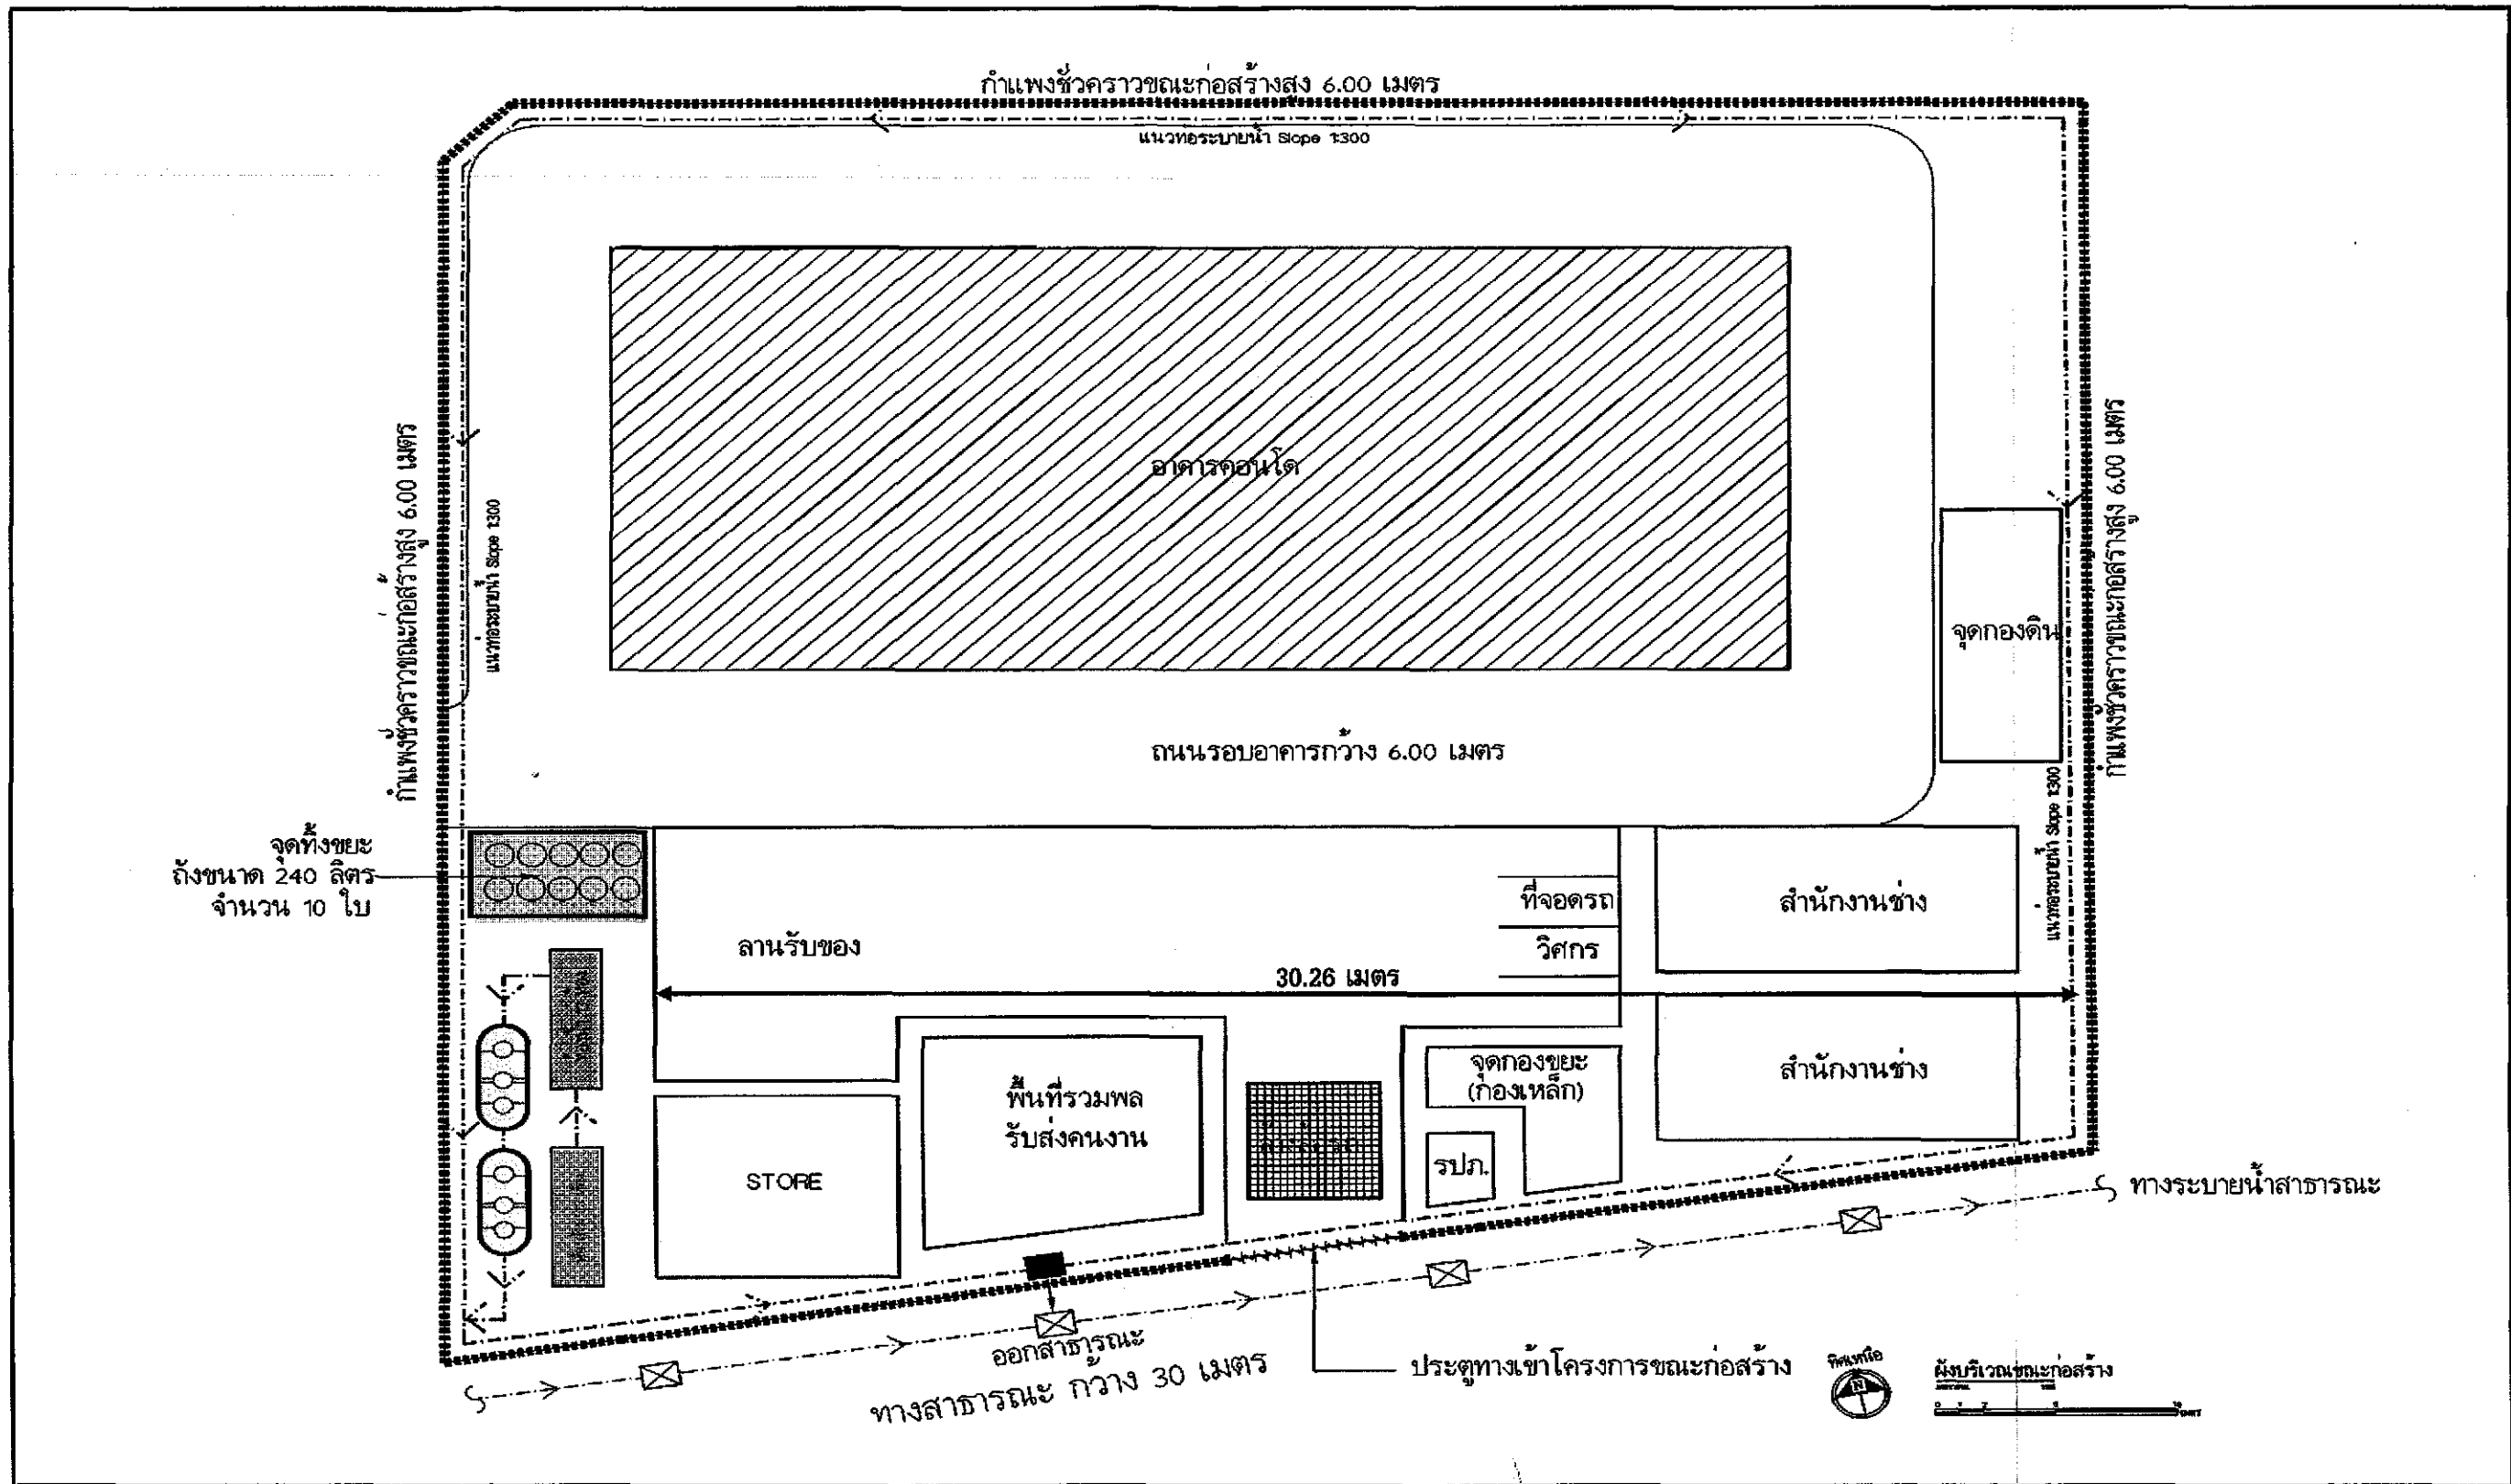 กำแพงชั่วคราวขณะก่อสร้างสูง 6.00 เมตร
แนวท่อระบายน้ำ Slope 1:300
กำแพงชั่วคราวขณะก่อสร้างสูง 6.00 เมตร
แนวท่อระบายน้ำ Slope 1:300
อาคารคอนโด
กำแพงชั่วคราวขณะก่อสร้างสูง 6.00 เมตร
จุดกองดิน
แนวท่อระบายน้ำ Slope 1:300
ถนนรอบอาคารกว้าง 6.00 เมตร
จุดทิ้งขยะ
ถังขนาด 240 ลิตร
จำนวน 10 ใบ
ลานรับของ
ที่จอดรถ
วิศกร
สำนักงานช่าง
30.26 เมตร
สำนักงานช่าง
พื้นที่รวมพล
รับส่งคนงาน
จุดกองขยะ
(กองเหล็ก)
STORE
รปภ.
ทางระบายน้ำสาธารณะ
ออกสาธารณะ
ทางสาธารณะ กว้าง 30 เมตร
ประตูทางเข้าโครงการขณะก่อสร้าง
ทิศเหนือ
N
ผังบริเวณขณะก่อสร้าง